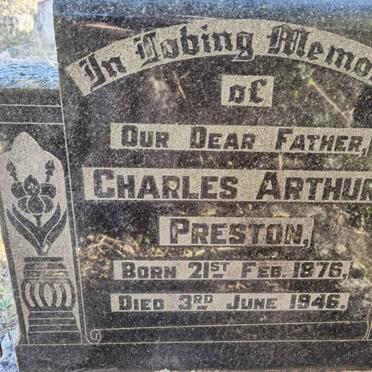 In Loving Memo
of
OUR DEAR FATHER,
CHARLES ARTHUR
PRESTON,
BORN 21ST FEB. 1876,
DIED 3RD JUNE 1946.